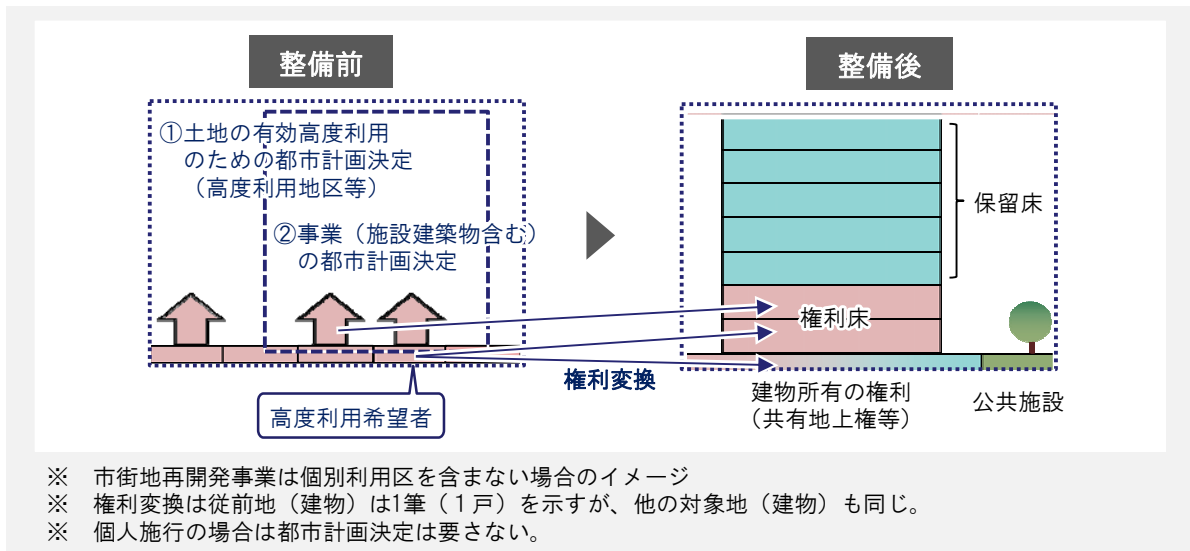 整備前
①土地の有効高度利用
のための都市計画決定
（高度利用地区等）
②事業（施設建築物含む）
の都市計画決定
高度利用希望者
権利変換
整備後
保留床
権利床
建物所有の権利
（共有地上権等）
公共施設
※　市街地再開発事業は個別利用区を含まない場合のイメージ
※　権利変換は従前地（建物）は1筆（１戸）を示すが、他の対象地（建物）も同じ。
※　個人施行の場合は都市計画決定は要さない。